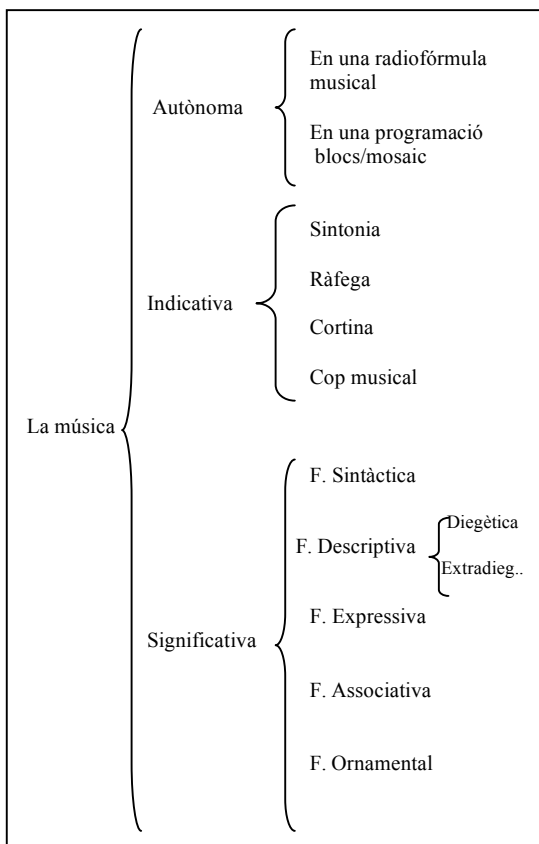 En una radiofórmula
musical
Autònoma
En una programació
blocs/mosaic
Sintonia
Ràfega
Indicativa
Cortina
Cop musical
La música
F. Sintàctica
Diegètica
F. Descriptiva
Extradieg..
F. Expressiva
Significativa
F. Associativa
F. Ornamental